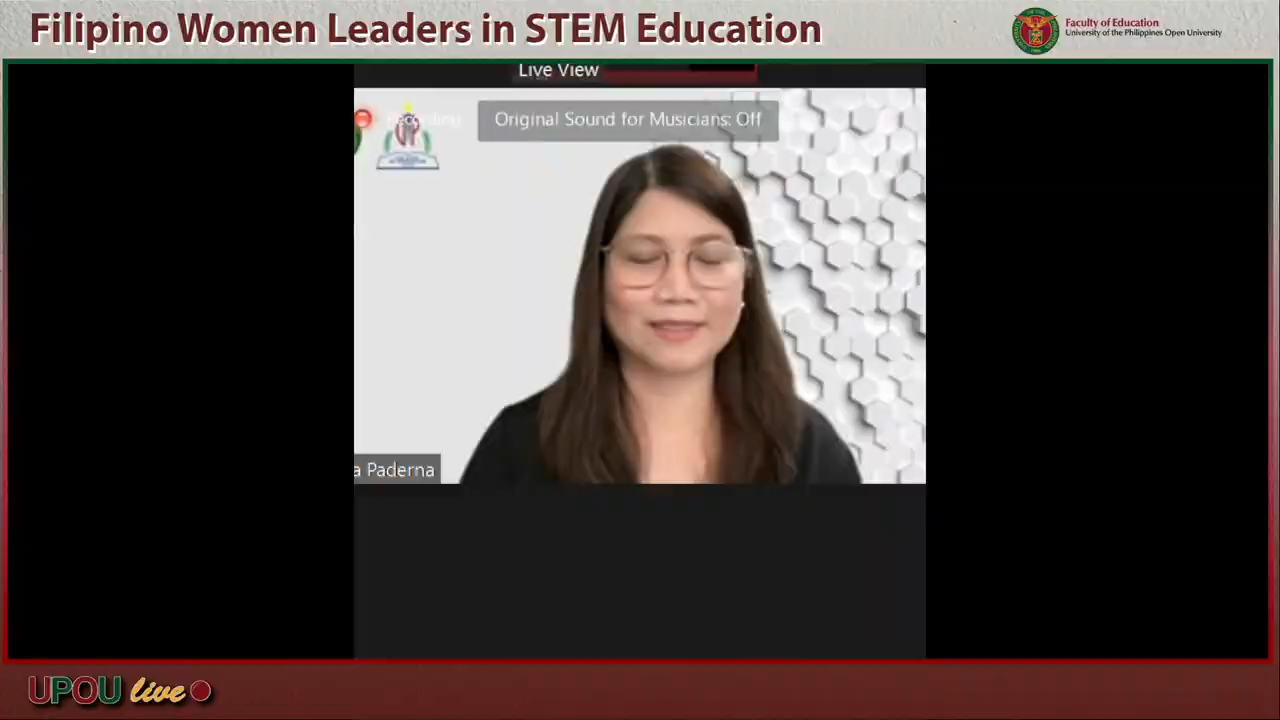 Filipino Women Leaders in STEM Education
Faculty of Education
University of the Philippines Open University
Live View
Recording
Original Sound for Musicians: Off
a Paderna
UPOU live